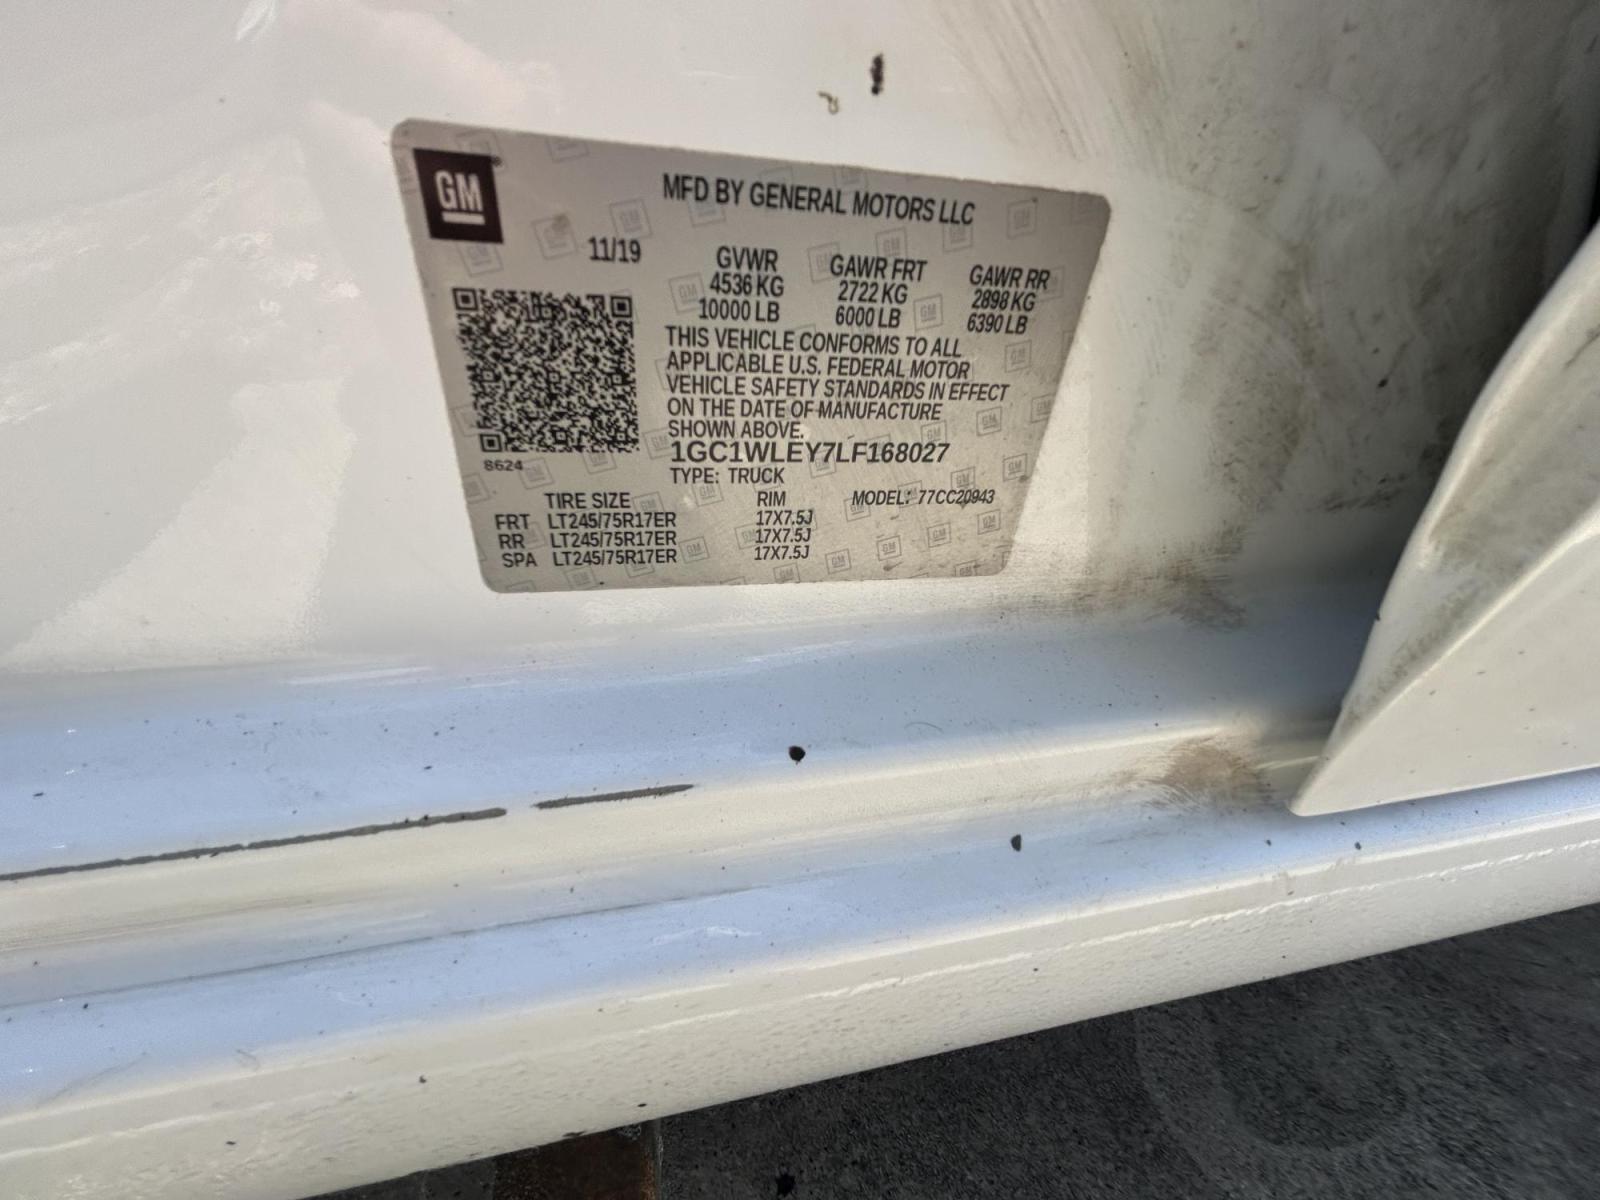 GM
MFD BY GENERAL MOTORS LLC
11/19
GVWR GAWR FRT GAWR RR
4536 KG 2722 KG 2898 KG
10000 LB 6000 LB 6390 LB
THIS VEHICLE CONFORMS TO ALL
APPLICABLE U.S. FEDERAL MOTOR
VEHICLE SAFETY STANDARDS IN EFFECT
ON THE DATE OF MANUFACTURE
SHOWN ABOVE.
1GC1WLEY7LF168027
8624
TYPE: TRUCK
TIRE SIZE RIM MODEL: 77CC20943
FRT LT245/75R17ER 17X7.5J
RR LT245/75R17ER 17X7.5J
SPA LT245/75R17ER 17X7.5J